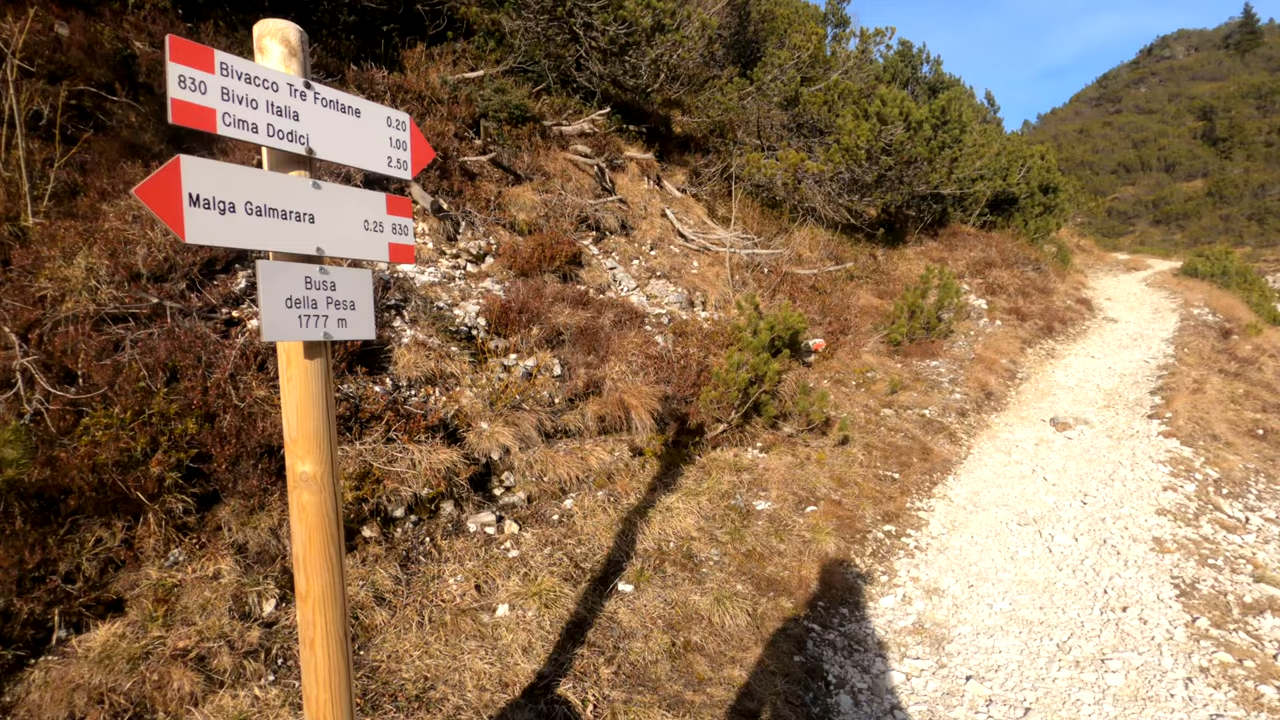 Bivacco Tre Fontane 0.20
830 Bivio Italia 1.00
Cima Dodici 2.50
Malga Galmarara 0.25 830
Busa
della Pesa
1777 m